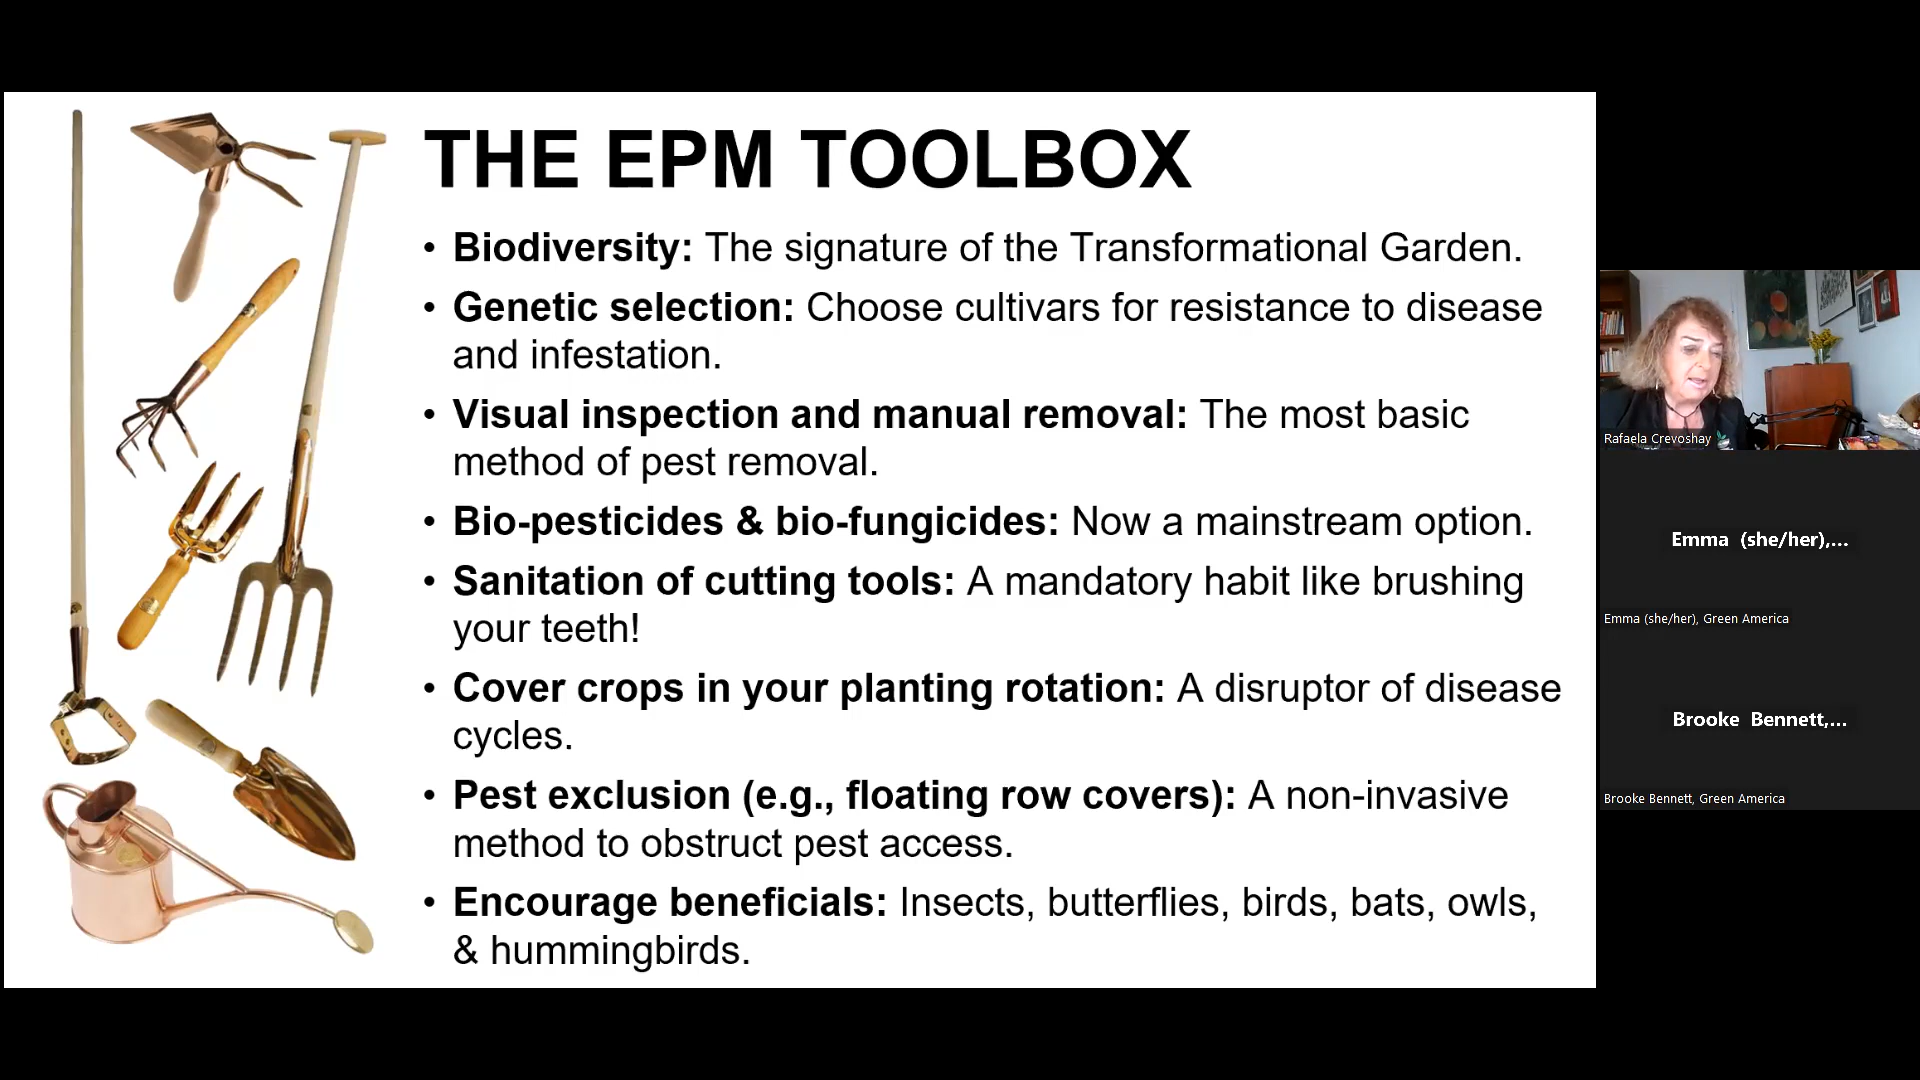 THE EPM TOOLBOX
• Biodiversity: The signature of the Transformational Garden.
• Genetic selection: Choose cultivars for resistance to disease
and infestation.
• Visual inspection and manual removal: The most basic
method of pest removal.
• Bio-pesticides & bio-fungicides: Now a mainstream option.
• Sanitation of cutting tools: A mandatory habit like brushing
your teeth!
• Cover crops in your planting rotation: A disruptor of disease
cycles.
• Pest exclusion (e.g., floating row covers): A non-invasive
method to obstruct pest access.
• Encourage beneficials: Insects, butterflies, birds, bats, owls,
& hummingbirds.
Rafaela Crevoshay
Emma (she/her),...
Emma (she/her), Green America
Brooke Bennett,...
Brooke Bennett, Green America